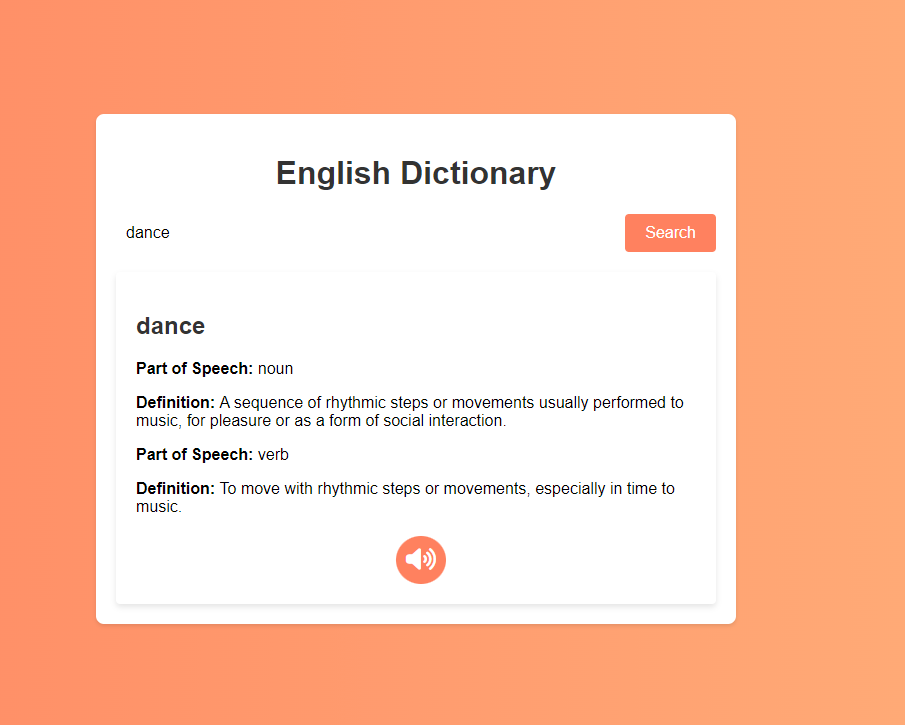 English Dictionary
dance
Search
dance
Part of Speech: noun
Definition: A sequence of rhythmic steps or movements usually performed to
music, for pleasure or as a form of social interaction.
Part of Speech: verb
Definition: To move with rhythmic steps or movements, especially in time to
music.